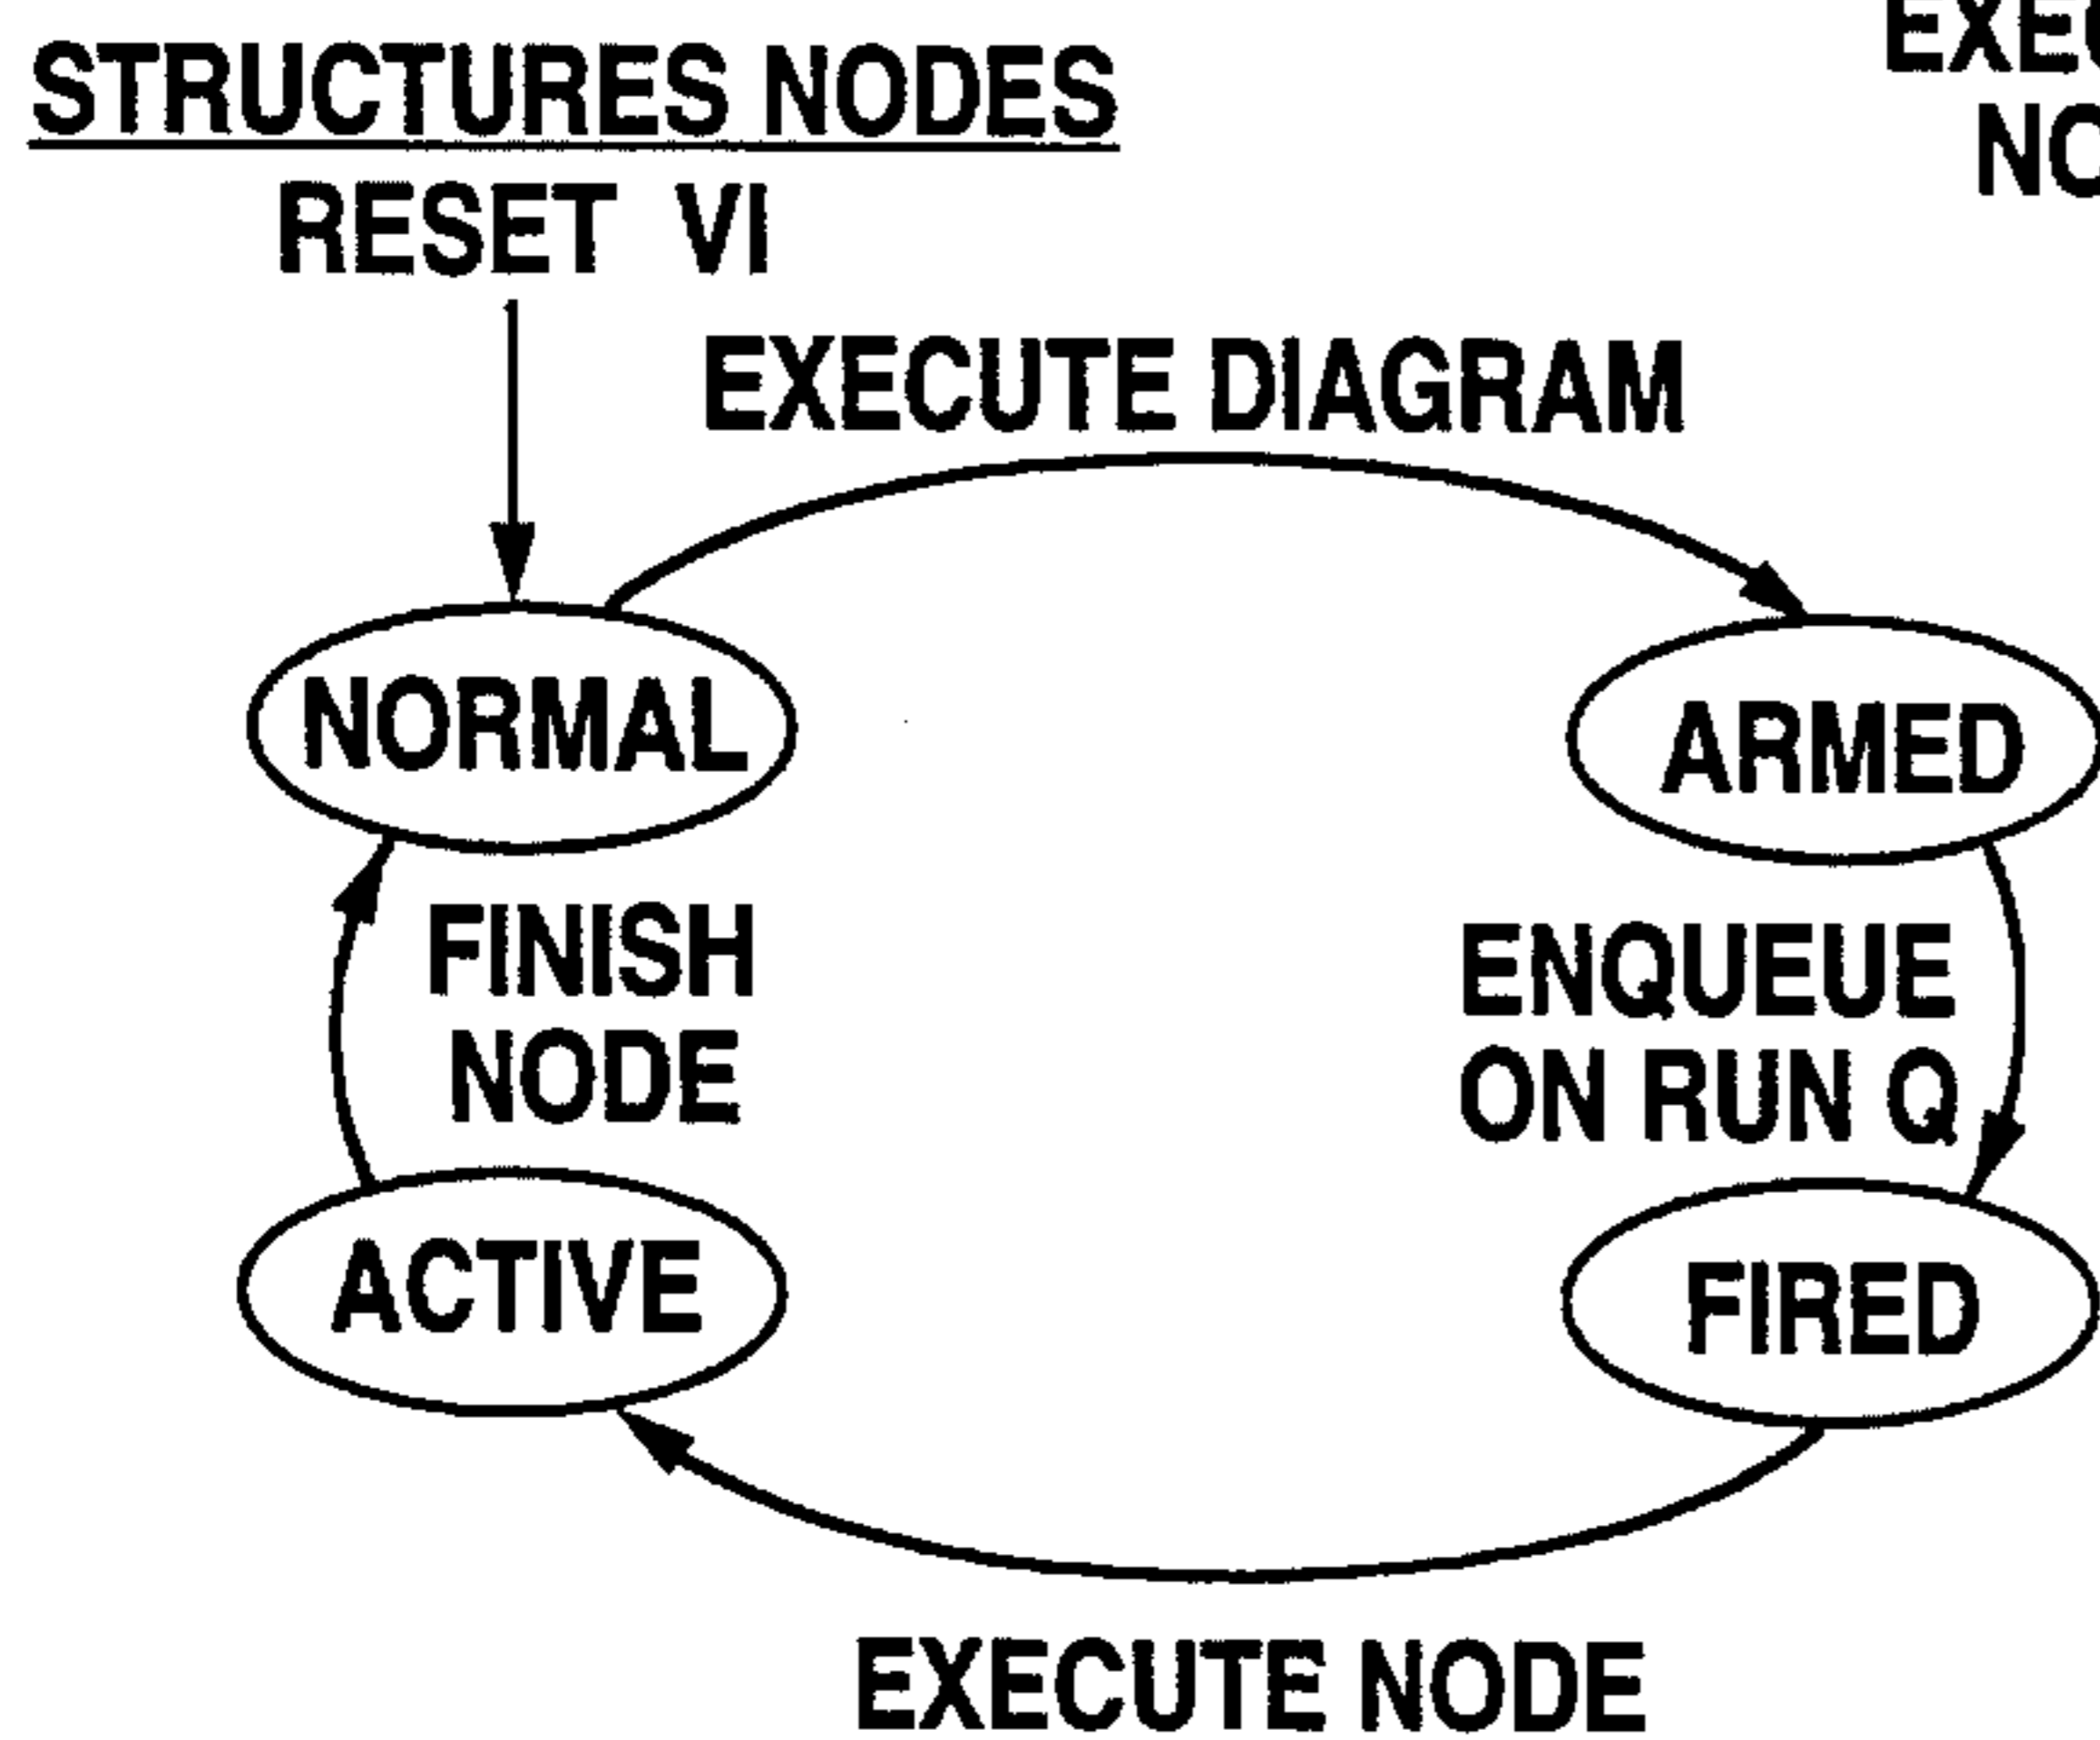 STRUCTURES NODES
RESET VI
EXECUTE DIAGRAM
NORMAL
ARMED
FINISH
NODE
ENQUEUE
ON RUN Q
ACTIVE
FIRED
EXECUTE NODE